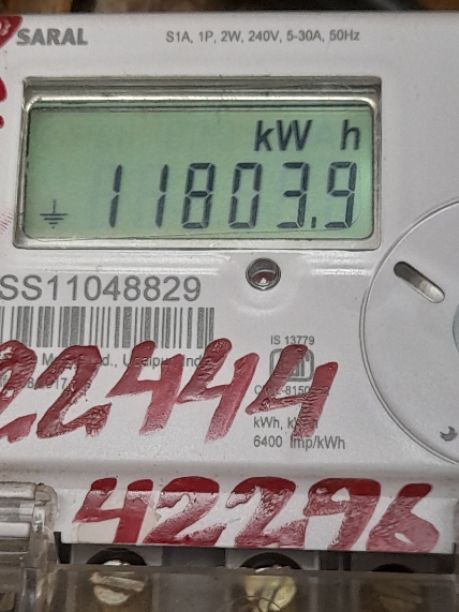 SARAL
S1A, 1P, 2W, 240V, 5-30A, 50Hz
kW h
11803.9
SS11048829
IS 13779
22444
kWh,
6400 imp/kWh
42296